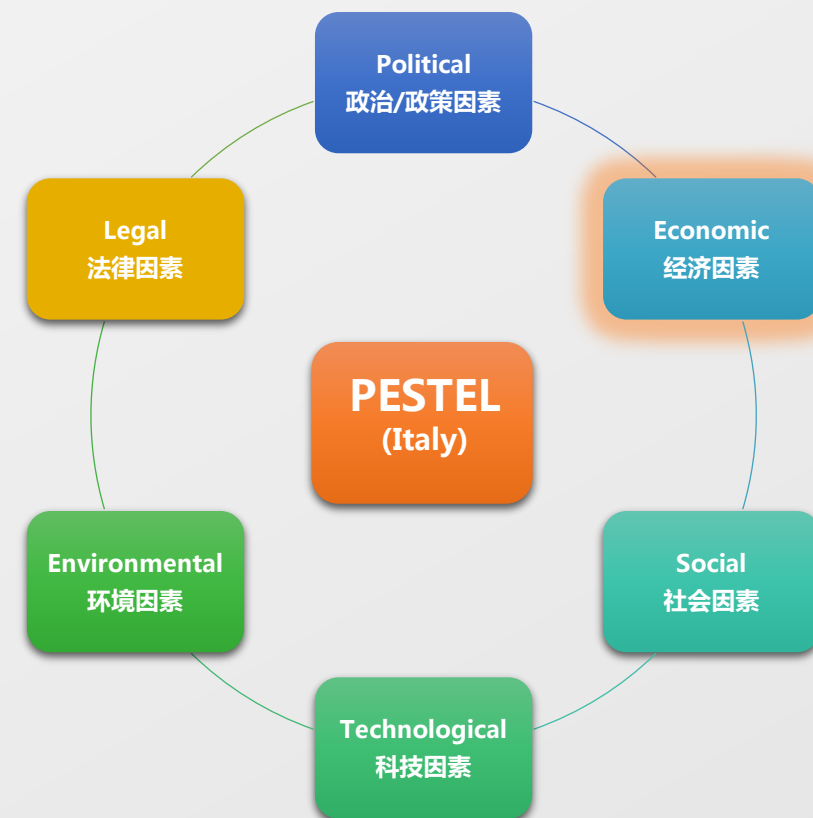 Political
政治/政策因素
Legal
法律因素
Economic
经济因素
PESTEL
(Italy)
Environmental
环境因素
Social
社会因素
Technological
科技因素